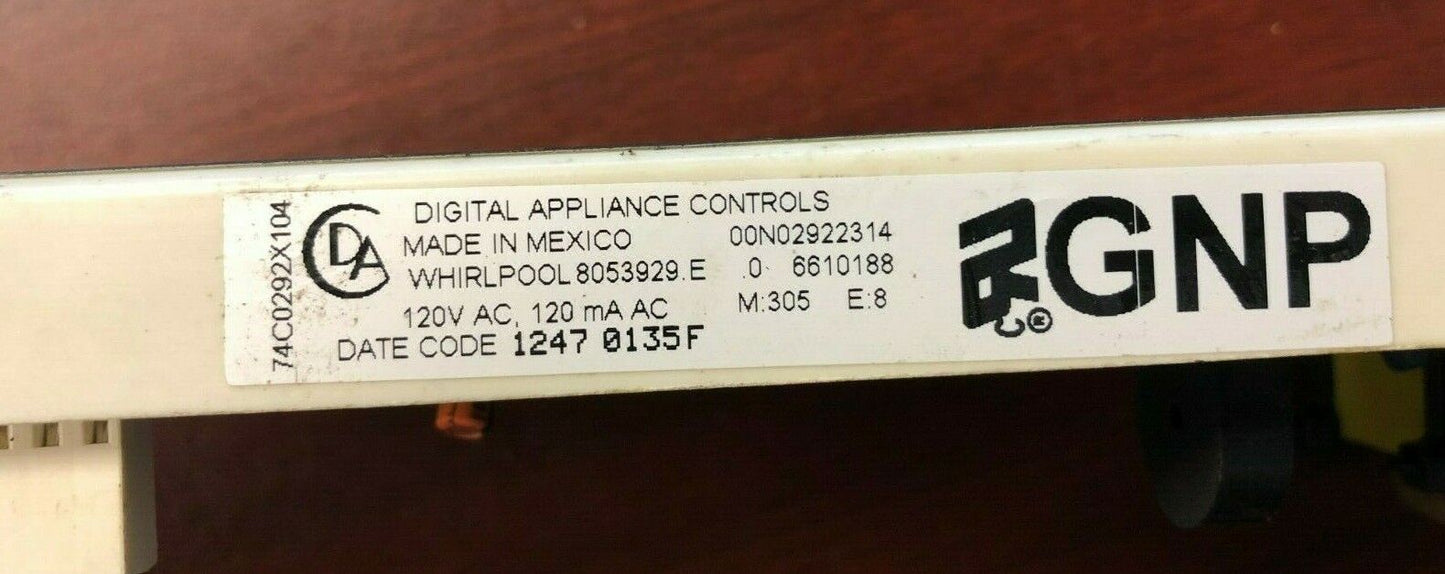 74C0292X104
CDA
DIGITAL APPLIANCE CONTROLS
MADE IN MEXICO 00N02922314
WHIRLPOOL 8053929.E .0 6610188
120V AC, 120 mA AC M:305 E:8
DATE CODE 1247 0135F
®
GNP